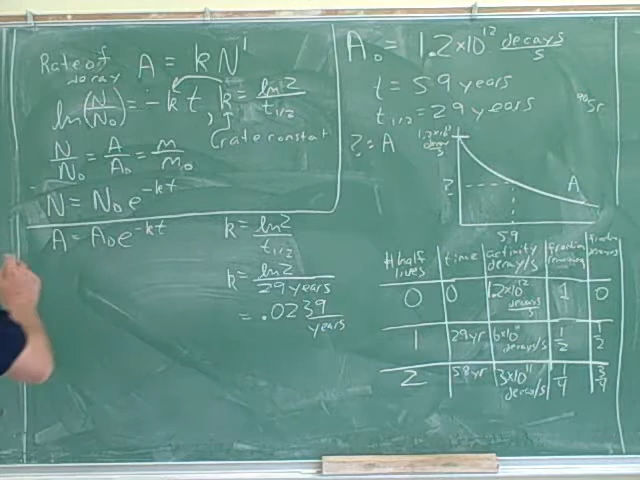 Rate of decay A = kN¹
ln(N/N₀) = -kt, k = ln2/t₁/₂
rate constant
N/N₀ = A/A₀ = m/m₀
N = N₀e^-kt
A = A₀e^-kt
k = ln2/t₁/₂
k = ln2/29 years
= .0239/years
A₀ = 1.2×10¹² decays/s
t = 59 years
t₁/₂ = 29 years
⁹⁰Sr
?: A
1.2×10¹² decays/s
?
A
59
# half lives time activity decay/s fraction remaining
0 0 1.2×10¹² decays/s 1 0
1 29yr 6×10¹¹ decays/s 1/2 1/2
2 58yr 3×10¹¹ decays/s 1/4 3/4